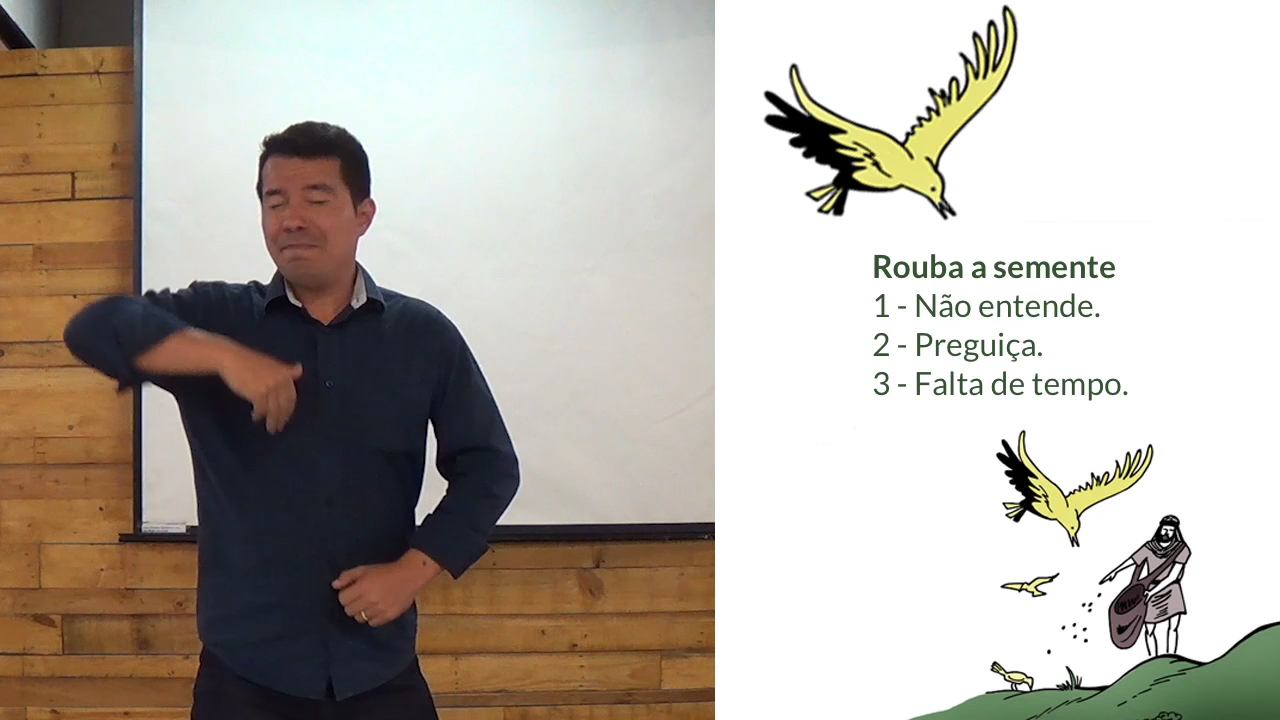 Rouba a semente
1 - Não entende.
2 - Preguiça.
3 - Falta de tempo.